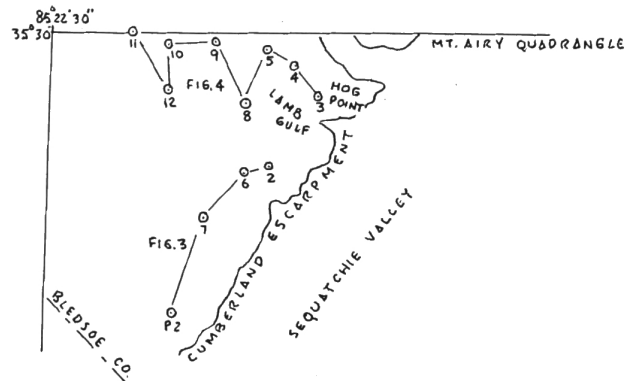 85°22'30"
35°30'
MT. AIRY QUADRANGLE
11
10
9
5
4
3
12
FIG.4
8
HOG
POINT
LAMB
GULF
6
2
7
FIG.3
P2
CUMBERLAND ESCARPMENT
SEQUATCHIE VALLEY
BLEDSOE CO.